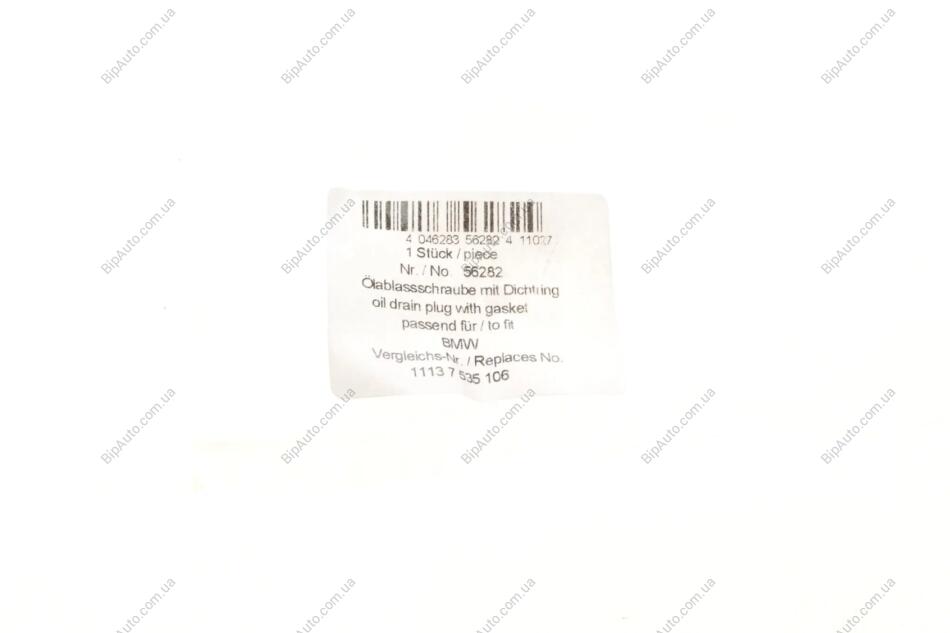 4 046283 56282 4 11027
1 Stück / piece
Nr. / No. 56282
Ölablassschraube mit Dichtring
oil drain plug with gasket
passend für / to fit
BMW
Vergleichs-Nr. / Replaces No.
1113 7 535 106
BipAuto.com.ua